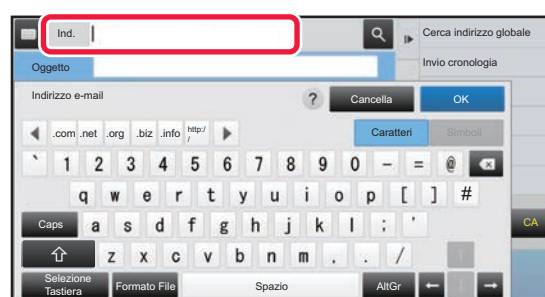 Ind.
Cerca indirizzo globale
Oggetto
Invio cronologia
Indirizzo e-mail
?
Cancella
OK
.com .net .org .biz .info http:/
/
Caratteri
Simboli
` 1 2 3 4 5 6 7 8 9 0 - = @
q w e r t y u i o p [ ] #
Caps a s d f g h j k l ; '
CA
z x c v b n m . . /
Selezione
Tastiera
Formato File
Spazio
AltGr